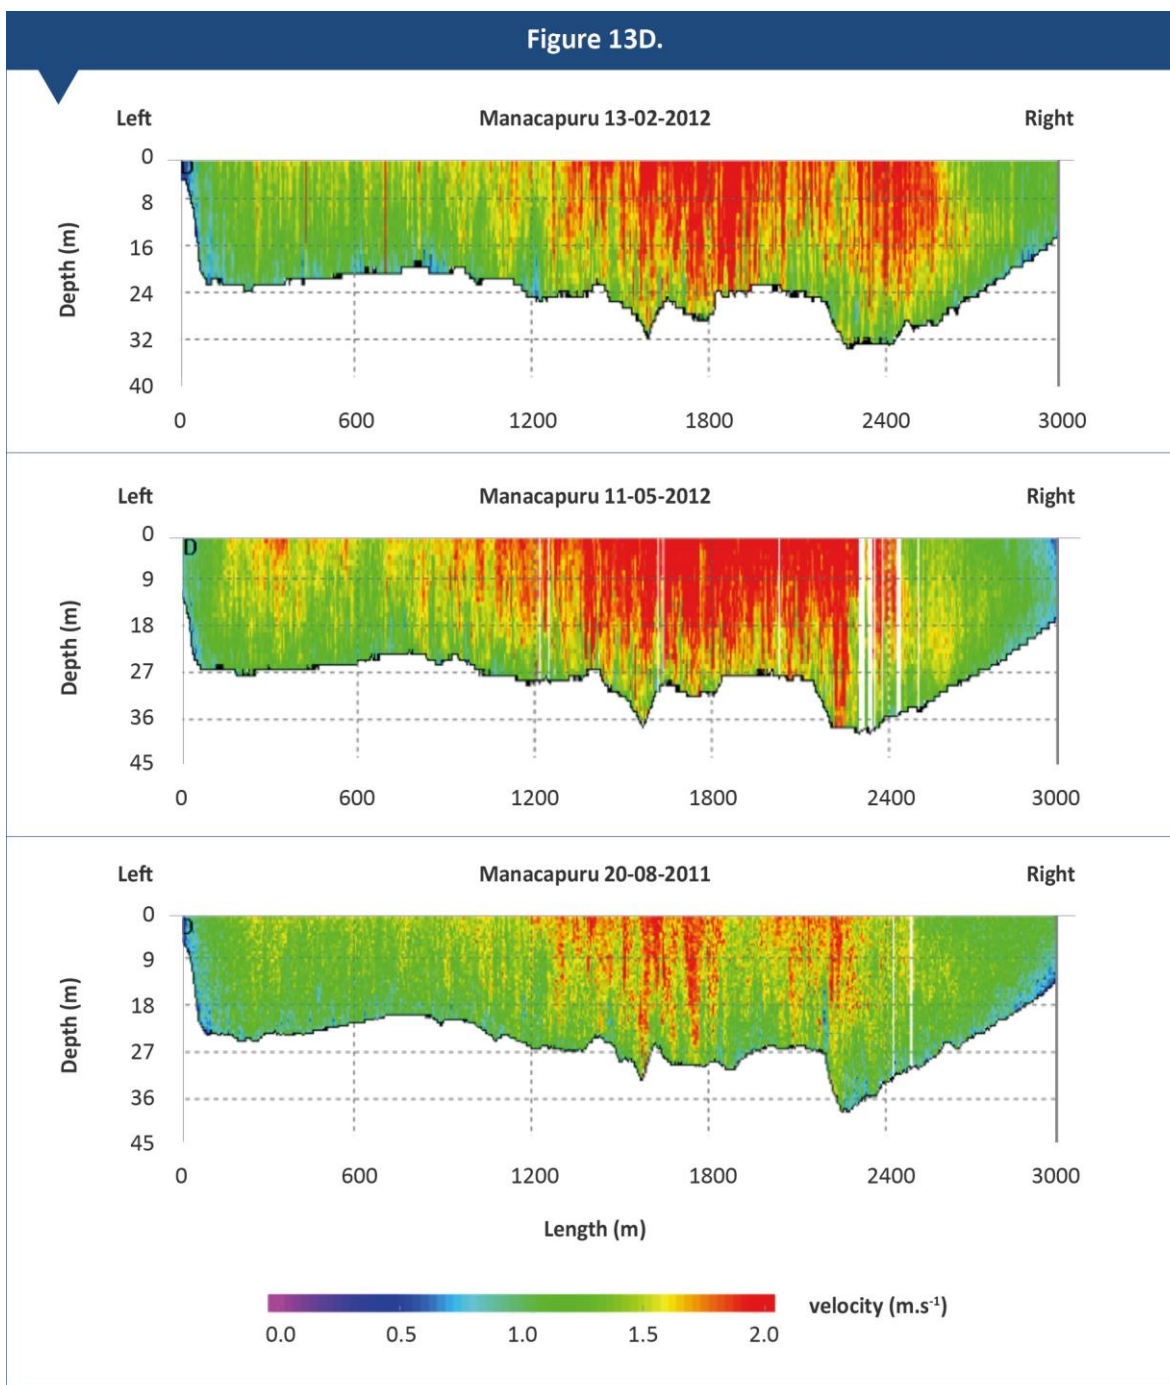 Figure 13D.
Left Manacapuru 13-02-2012 Right
Depth (m)
0
8
16
24
32
40
D
0 600 1200 1800 2400 3000
Left Manacapuru 11-05-2012 Right
Depth (m)
0
9
18
27
36
45
D
0 600 1200 1800 2400 3000
Left Manacapuru 20-08-2011 Right
Depth (m)
0
9
18
27
36
45
D
0 600 1200 1800 2400 3000
Length (m)
velocity (m.s⁻¹)
0.0 0.5 1.0 1.5 2.0